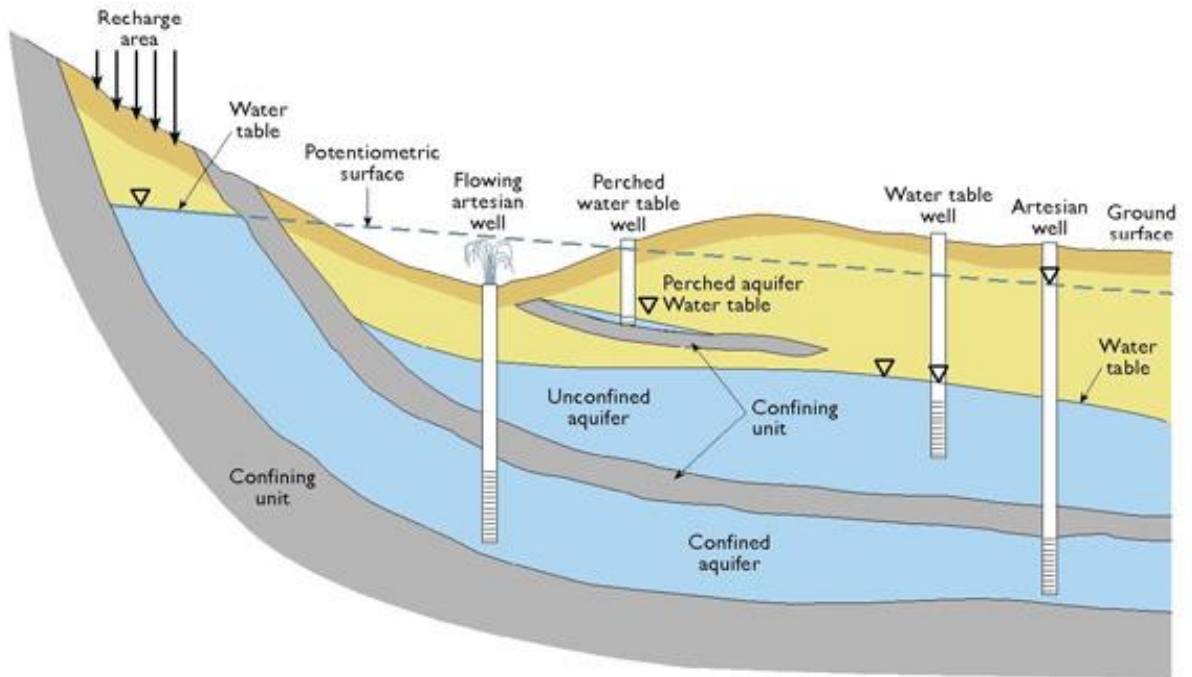 Recharge
area
Water
table
Potentiometric
surface
Flowing
artesian
well
Perched
water table
well
Water table
well
Artesian
well
Ground
surface
Perched aquifer
Water table
Water
table
Unconfined
aquifer
Confining
unit
Confining
unit
Confined
aquifer